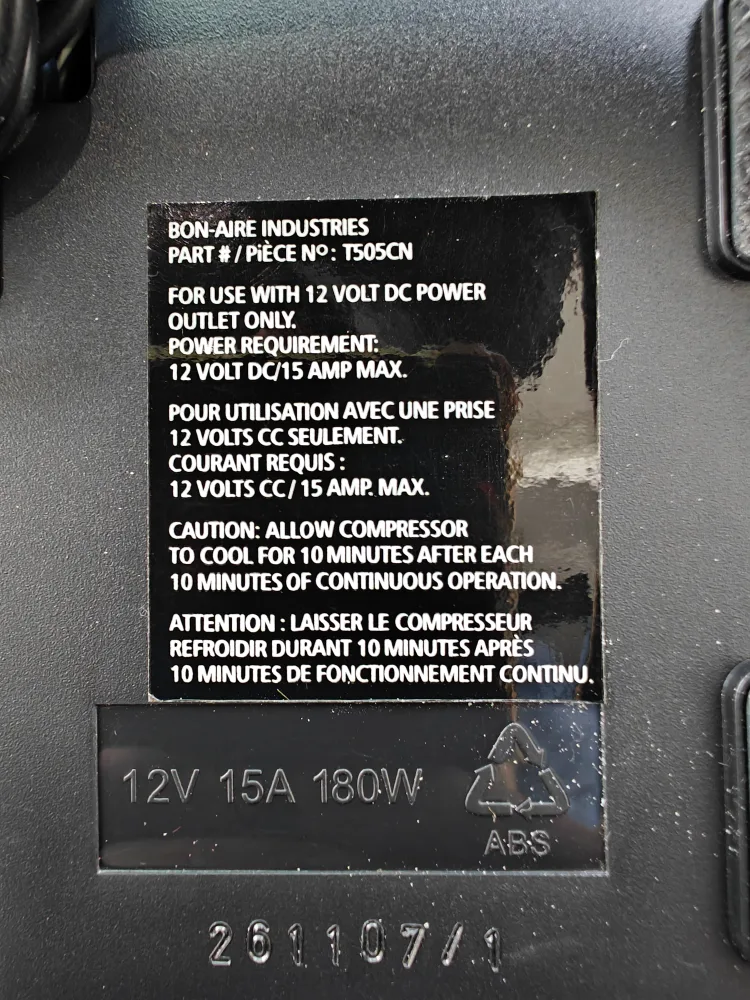 BON-AIRE INDUSTRIES
PART # / PIÈCE Nº : T505CN
FOR USE WITH 12 VOLT DC POWER
OUTLET ONLY.
POWER REQUIREMENT:
12 VOLT DC/15 AMP MAX.
POUR UTILISATION AVEC UNE PRISE
12 VOLTS CC SEULEMENT.
COURANT REQUIS :
12 VOLTS CC / 15 AMP. MAX.
CAUTION: ALLOW COMPRESSOR
TO COOL FOR 10 MINUTES AFTER EACH
10 MINUTES OF CONTINUOUS OPERATION.
ATTENTION : LAISSER LE COMPRESSEUR
REFROIDIR DURANT 10 MINUTES APRÈS
10 MINUTES DE FONCTIONNEMENT CONTINU.
12V 15A 180W
ABS
261107/1